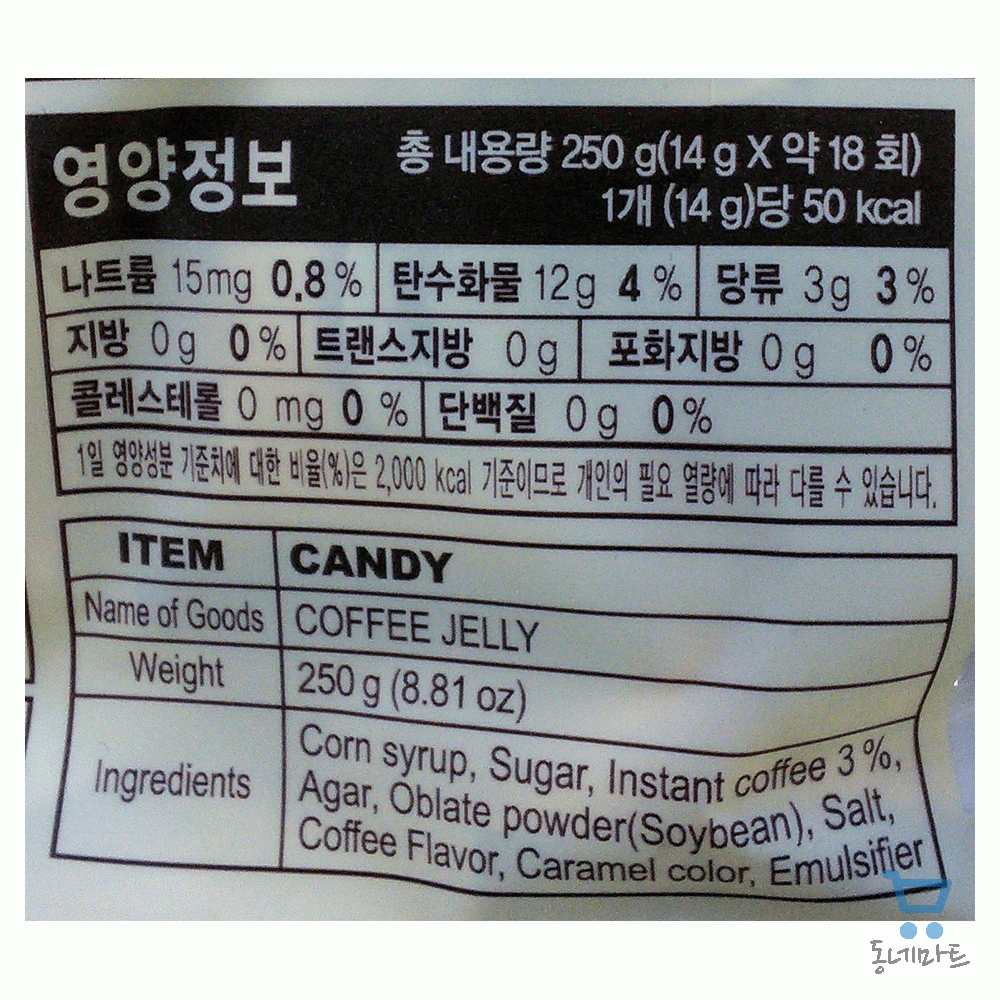 영양정보
총 내용량 250 g(14 g X 약 18 회)
1개 (14 g)당 50 kcal
나트륨 15mg 0.8 % 탄수화물 12g 4 % 당류 3g 3 %
지방 0g 0 % 트랜스지방 0g 포화지방 0g 0 %
콜레스테롤 0 mg 0 % 단백질 0g 0 %
1일 영양성분 기준치에 대한 비율(%)은 2,000 kcal 기준이므로 개인의 필요 열량에 따라 다를 수 있습니다.
ITEM CANDY
Name of Goods COFFEE JELLY
Weight 250 g (8.81 oz)
Ingredients Corn syrup, Sugar, Instant coffee 3 %,
Agar, Oblate powder(Soybean), Salt,
Coffee Flavor, Caramel color, Emulsifier
동네마트